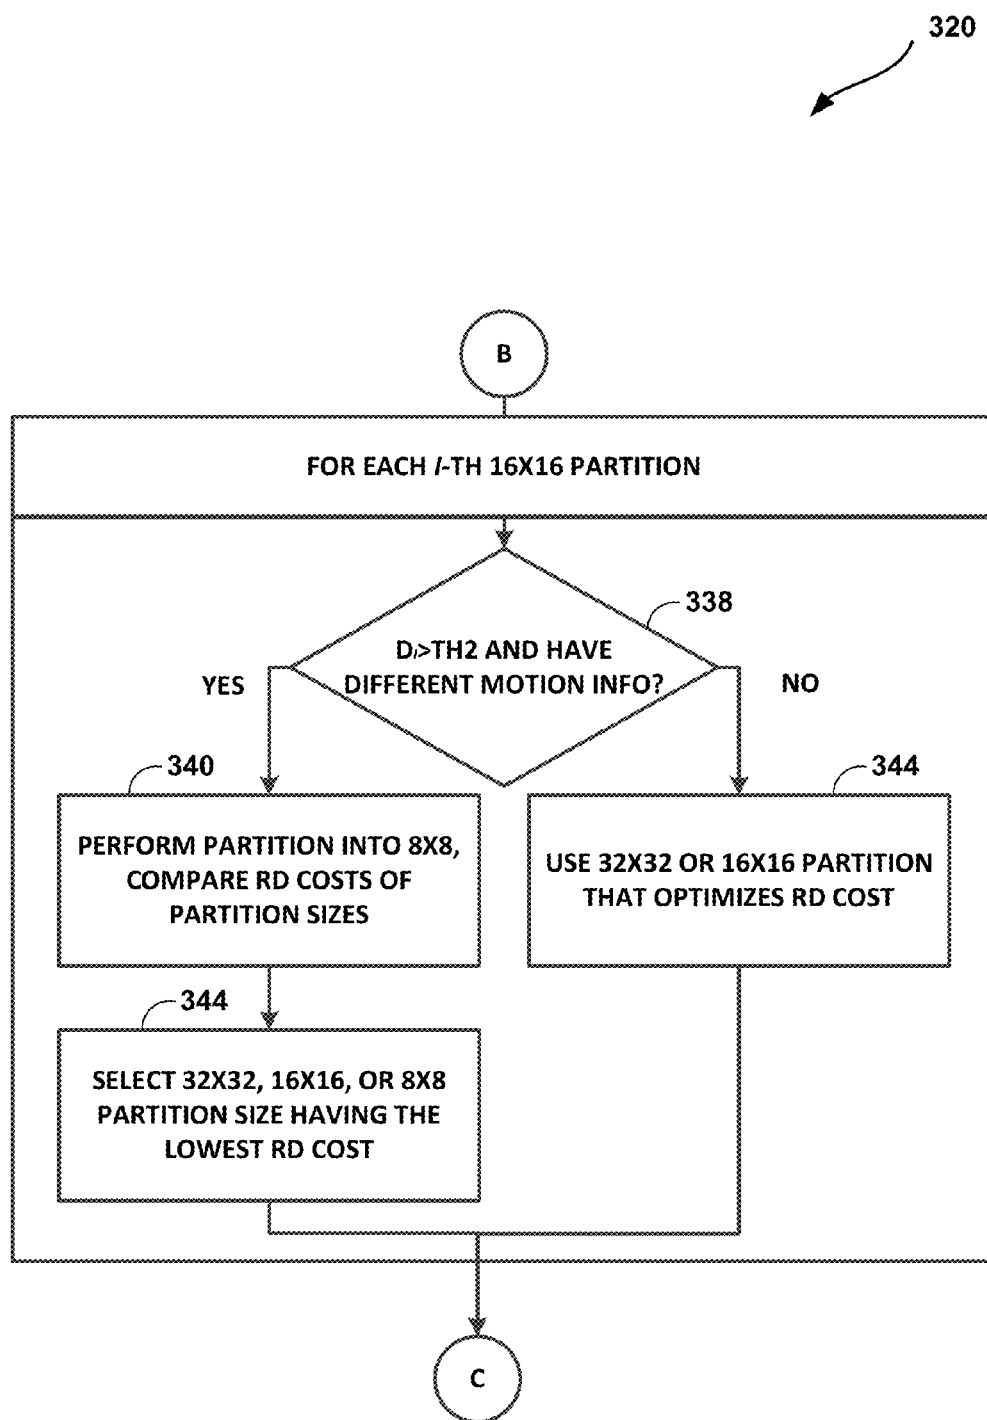 320
B
FOR EACH I-TH 16X16 PARTITION
338
Di>TH2 AND HAVE
DIFFERENT MOTION INFO?
YES
NO
340
PERFORM PARTITION INTO 8X8,
COMPARE RD COSTS OF
PARTITION SIZES
344
USE 32X32 OR 16X16 PARTITION
THAT OPTIMIZES RD COST
344
SELECT 32X32, 16X16, OR 8X8
PARTITION SIZE HAVING THE
LOWEST RD COST
C